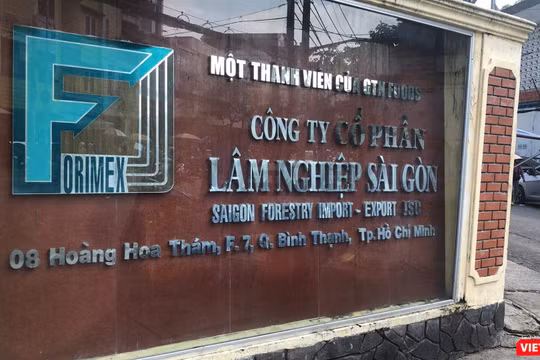 MỘT THÀNH VIÊN CỦA GTN FOODS
FORIMEX
CÔNG TY CỔ PHẦN
LÂM NGHIỆP SÀI GÒN
SAIGON FORESTRY IMPORT - EXPORT JSC
08 Hoàng Hoa Thám, F. 7, Q. Bình Thạnh, Tp.Hồ Chí Minh
VIET